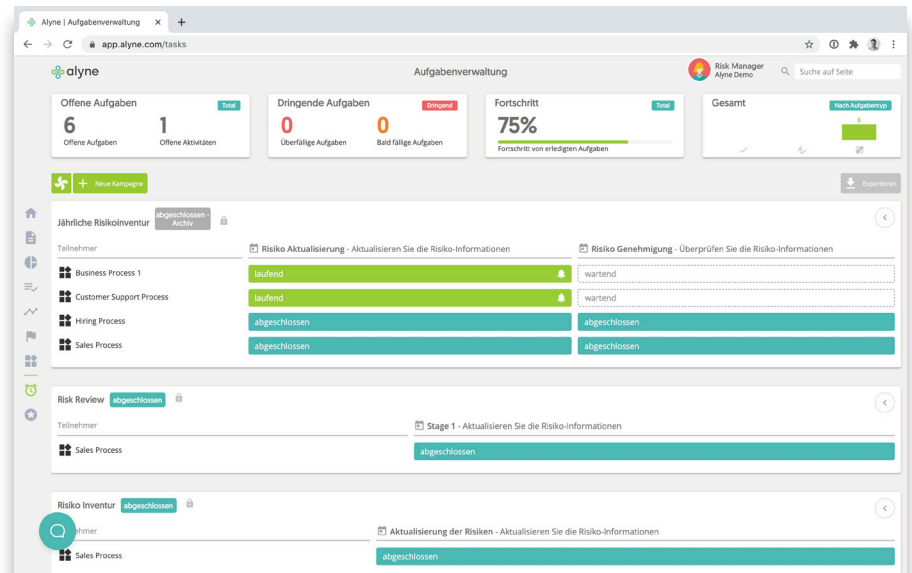 Alyne | Aufgabenverwaltung
app.alyne.com/tasks
alyne
Aufgabenverwaltung
Risk Manager
Alyne Demo
Suche auf Seite
Offene Aufgaben
Total
6
1
Offene Aufgaben
Offene Aktivitäten
Dringende Aufgaben
Dringend
0
0
Überfällige Aufgaben
Bald fällige Aufgaben
Fortschritt
Total
75%
Fortschritt von erledigten Aufgaben
Gesamt
Nach Aufgabentyp
6
Neue Kampagne
Exportieren
Jährliche Risikoinventur
abgeschlossen -
Archiv
Teilnehmer
Risiko Aktualisierung - Aktualisieren Sie die Risiko-Informationen
Risiko Genehmigung - Überprüfen Sie die Risiko-Informationen
Business Process 1
laufend
wartend
Customer Support Process
laufend
wartend
Hiring Process
abgeschlossen
abgeschlossen
Sales Process
abgeschlossen
abgeschlossen
Risk Review
abgeschlossen
Teilnehmer
Stage 1 - Aktualisieren Sie die Risiko-Informationen
Sales Process
abgeschlossen
Risiko Inventur
abgeschlossen
ehmer
Aktualisierung der Risiken - Aktualisieren Sie die Risiko-Informationen
Sales Process
abgeschlossen